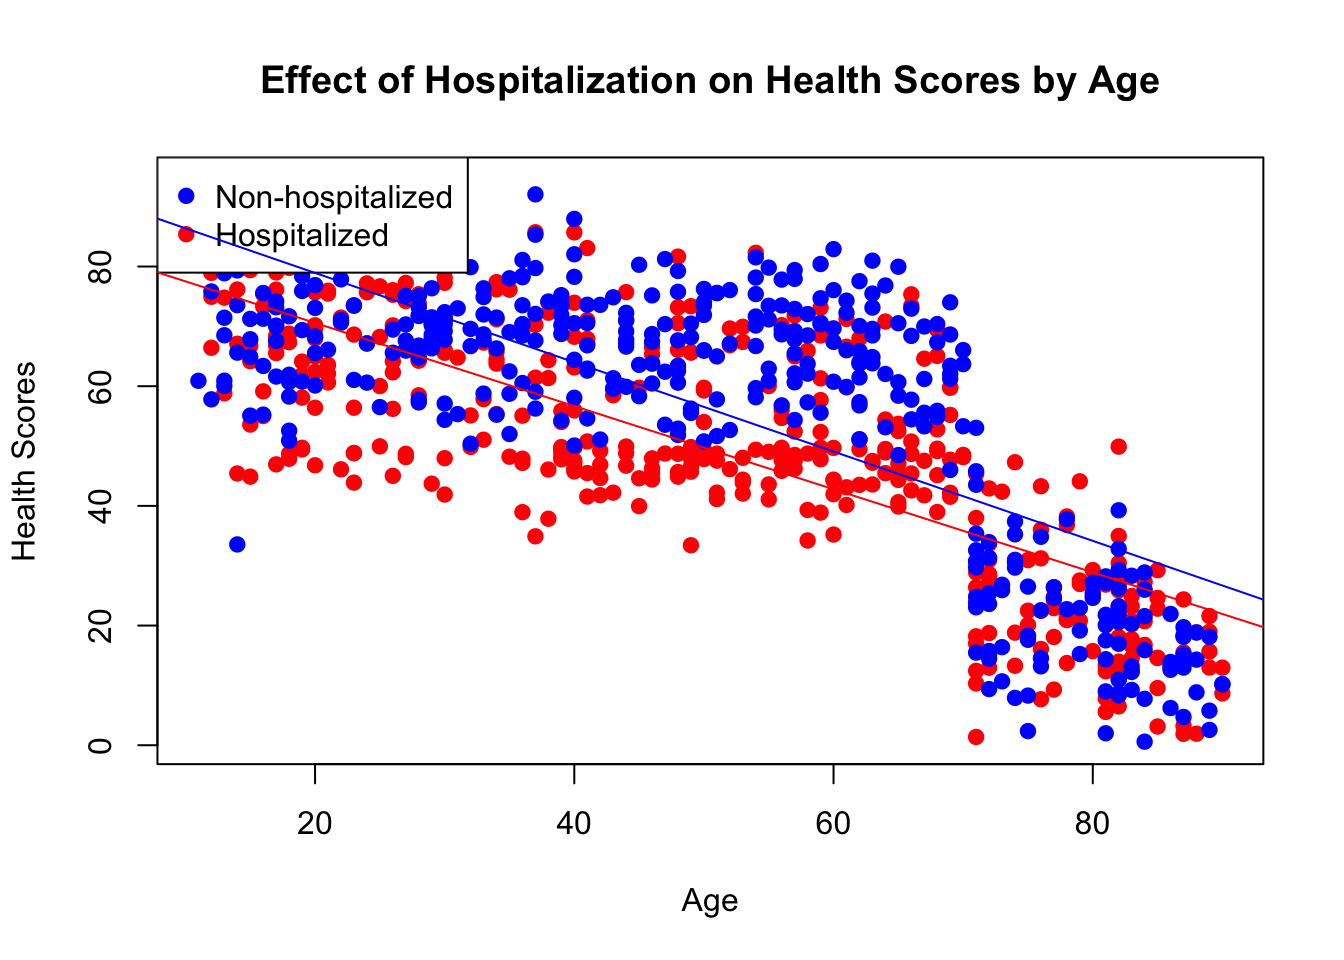 Effect of Hospitalization on Health Scores by Age
Non-hospitalized
Hospitalized
80
60
40
20
0
Health Scores
20 40 60 80
Age